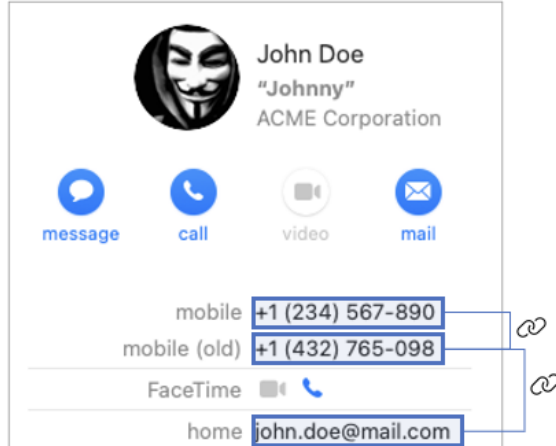 John Doe
"Johnny"
ACME Corporation
message call video mail
mobile +1 (234) 567-890
mobile (old) +1 (432) 765-098
FaceTime
home john.doe@mail.com